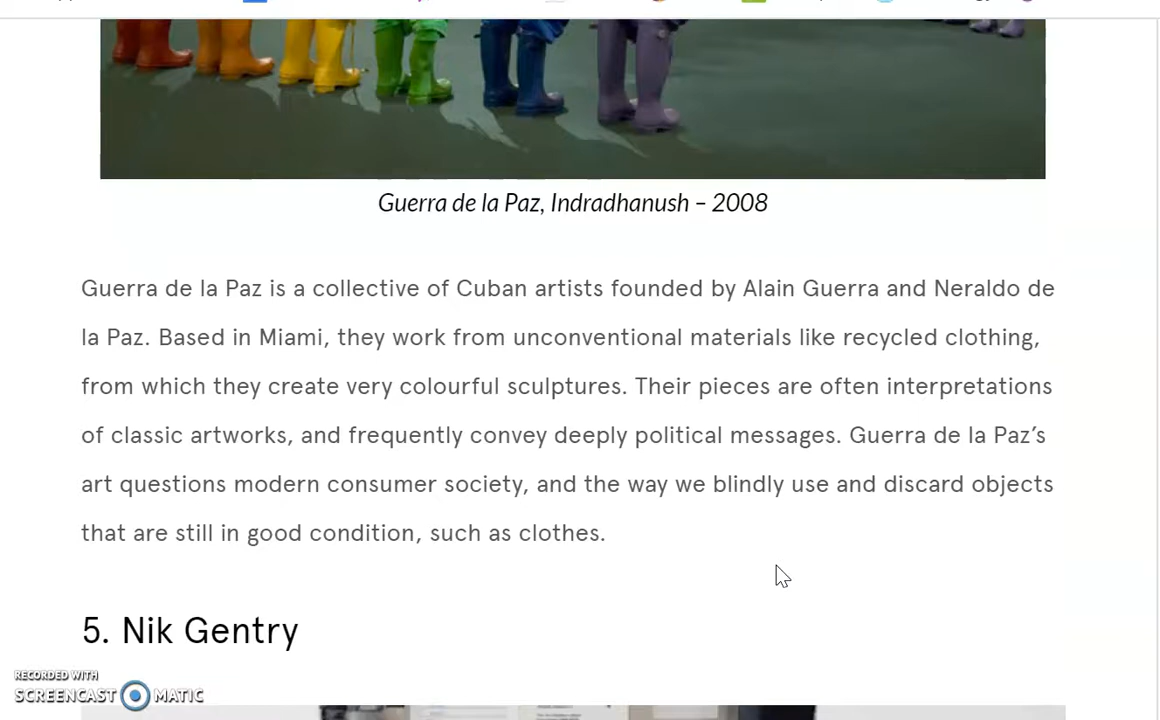 Guerra de la Paz, Indradhanush – 2008
Guerra de la Paz is a collective of Cuban artists founded by Alain Guerra and Neraldo de
la Paz. Based in Miami, they work from unconventional materials like recycled clothing,
from which they create very colourful sculptures. Their pieces are often interpretations
of classic artworks, and frequently convey deeply political messages. Guerra de la Paz’s
art questions modern consumer society, and the way we blindly use and discard objects
that are still in good condition, such as clothes.
5. Nik Gentry
RECORDED WITH
SCREENCAST MATIC